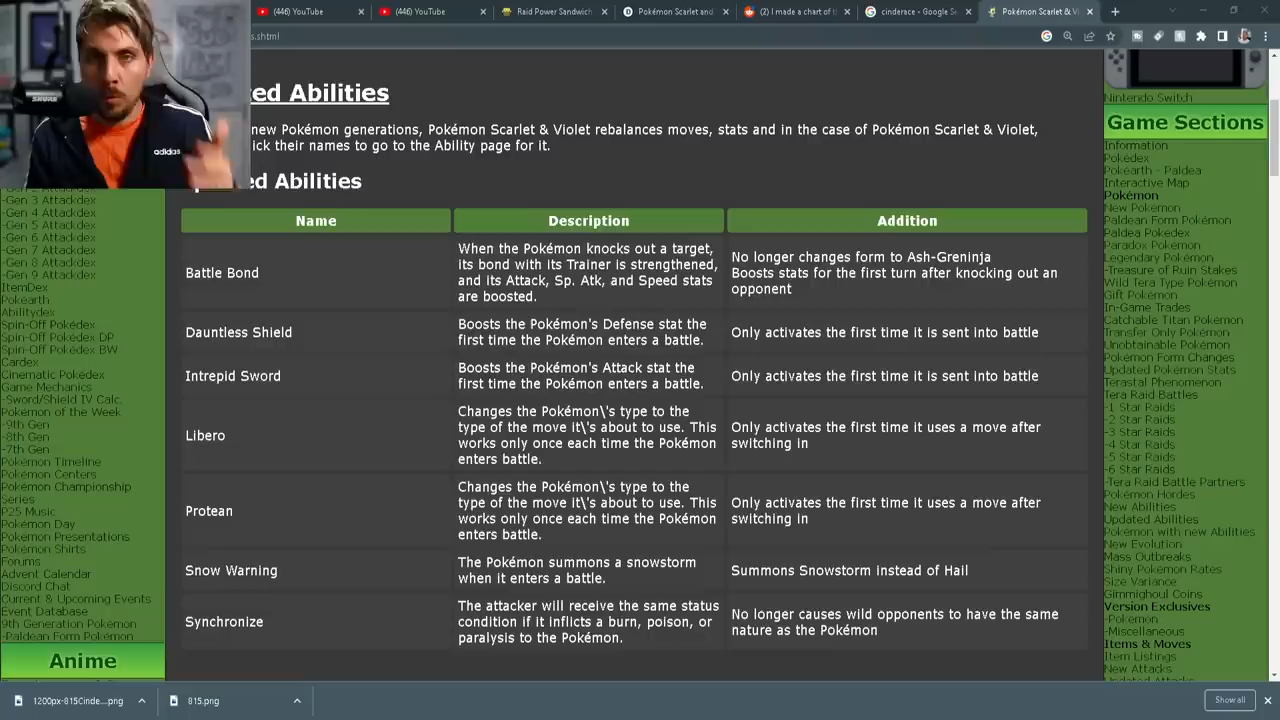 (446) YouTube
(446) YouTube
Raid Power Sandwich
Pokémon Scarlet and
(2) I made a chart of t
cinderace - Google Se
Pokémon Scarlet & Vi
s.shtml
SHURE
adidas
ed Abilities
new Pokémon generations, Pokémon Scarlet & Violet rebalances moves, stats and in the case of Pokémon Scarlet & Violet,
ick their names to go to the Ability page for it.
ed Abilities
Name
Description
Addition
Battle Bond
When the Pokémon knocks out a target,
its bond with its Trainer is strengthened,
and its Attack, Sp. Atk, and Speed stats
are boosted.
No longer changes form to Ash-Greninja
Boosts stats for the first turn after knocking out an
opponent
Dauntless Shield
Boosts the Pokémon's Defense stat the
first time the Pokémon enters a battle.
Only activates the first time it is sent into battle
Intrepid Sword
Boosts the Pokémon's Attack stat the
first time the Pokémon enters a battle.
Only activates the first time it is sent into battle
Libero
Changes the Pokémon\'s type to the
type of the move it\'s about to use. This
works only once each time the Pokémon
enters battle.
Only activates the first time it uses a move after
switching in
Protean
Changes the Pokémon\'s type to the
type of the move it\'s about to use. This
works only once each time the Pokémon
enters battle.
Only activates the first time it uses a move after
switching in
Snow Warning
The Pokémon summons a snowstorm
when it enters a battle.
Summons Snowstorm instead of Hail
Synchronize
The attacker will receive the same status
condition if it inflicts a burn, poison, or
paralysis to the Pokémon.
No longer causes wild opponents to have the same
nature as the Pokémon
-Gen 3 Attackdex
-Gen 4 Attackdex
-Gen 5 Attackdex
-Gen 6 Attackdex
-Gen 7 Attackdex
-Gen 8 Attackdex
-Gen 9 Attackdex
ItemDex
Pokéarth
Abilitydex
Spin-Off Pokédex
Spin-Off Pokédex DP
Spin-Off Pokédex BW
Cardex
Cinematic Pokédex
Game Mechanics
-Sword/Shield IV Calc.
Pokémon of the Week
-9th Gen
-8th Gen
-7th Gen
Pokémon Timeline
Pokémon Centers
Pokémon Championship
Series
P25 Music
Pokémon Day
Pokémon Presentations
Pokémon Shirts
Forums
Advent Calendar
Discord Chat
Current & Upcoming Events
Event Database
9th Generation Pokémon
-Paldean Form Pokémon
Anime
Nintendo Switch
Game Sections
Information
Pokédex
Pokéarth - Paldea
Interactive Map
Pokémon
New Pokémon
Paldean Form Pokémon
Paldea Pokédex
Paradox Pokémon
Legendary Pokémon
-Treasure of Ruin Stakes
Wild Tera Type Pokémon
Gift Pokémon
In-Game Trades
Catchable Titan Pokémon
Transfer Only Pokémon
Unobtainable Pokémon
Pokémon Form Changes
Updated Pokémon Stats
Terastal Phenomenon
Tera Raid Battles
-1 Star Raids
-2 Star Raids
-3 Star Raids
-4 Star Raids
-5 Star Raids
-6 Star Raids
-Tera Raid Battle Partners
Pokémon Hordes
New Abilities
Updated Abilities
Pokémon with new Abilities
New Evolution
Mass Outbreaks
Shiny Pokémon Rates
Size Variance
Gimmighoul Coins
Version Exclusives
-Pokémon
-Miscellaneous
Items & Moves
Item Listings
New Attacks
Updated Attacks
1200px-815Cinde....png
815.png
Show all